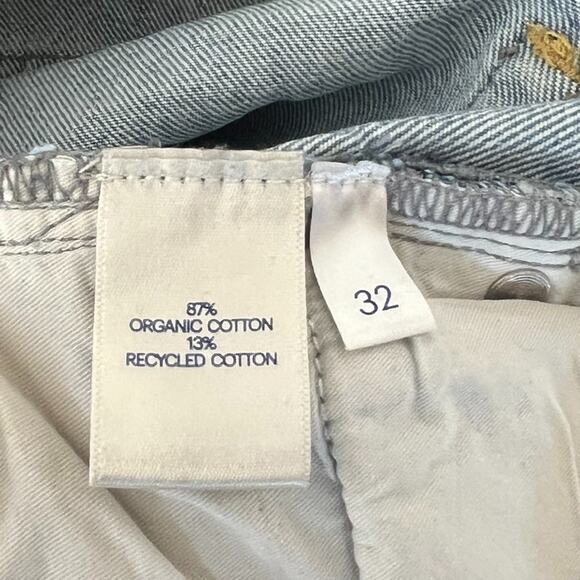 87%
ORGANIC COTTON
13%
RECYCLED COTTON
32